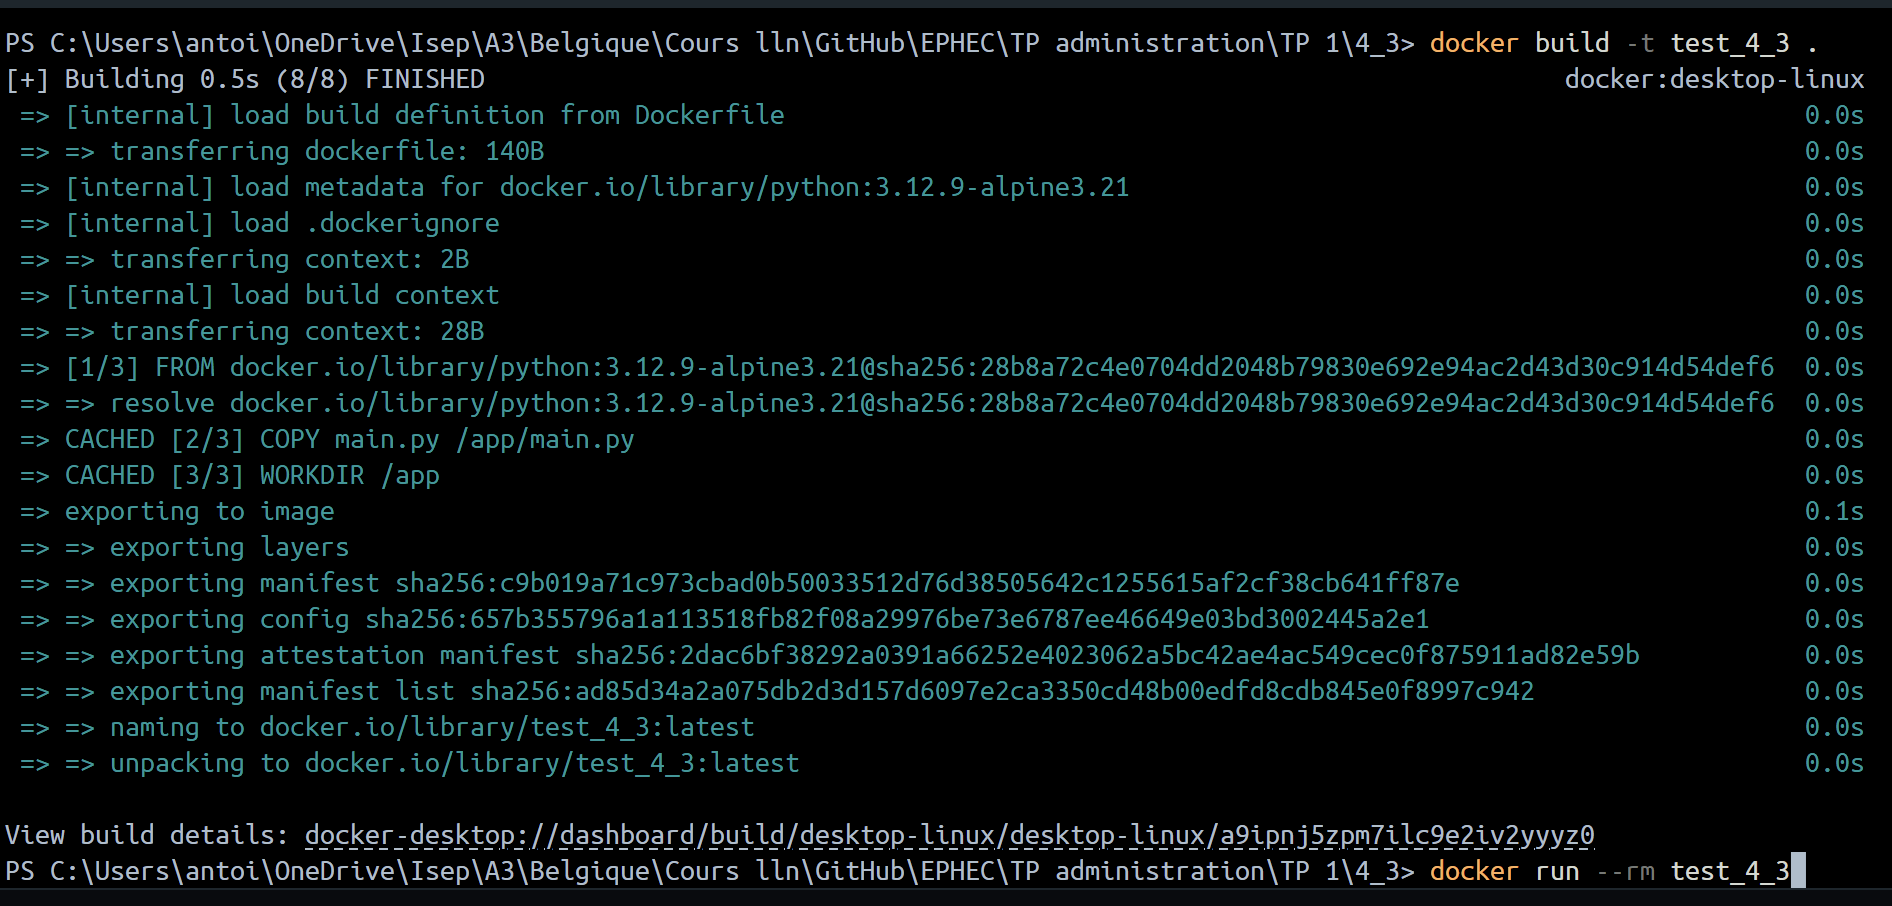 PS C:\Users\antoi\OneDrive\Isep\A3\Belgique\Cours lln\GitHub\EPHEC\TP administration\TP 1\4_3> docker build -t test_4_3 .
[+] Building 0.5s (8/8) FINISHED docker:desktop-linux
=> [internal] load build definition from Dockerfile 0.0s
=> => transferring dockerfile: 140B 0.0s
=> [internal] load metadata for docker.io/library/python:3.12.9-alpine3.21 0.0s
=> [internal] load .dockerignore 0.0s
=> => transferring context: 2B 0.0s
=> [internal] load build context 0.0s
=> => transferring context: 28B 0.0s
=> [1/3] FROM docker.io/library/python:3.12.9-alpine3.21@sha256:28b8a72c4e0704dd2048b79830e692e94ac2d43d30c914d54def6 0.0s
=> => resolve docker.io/library/python:3.12.9-alpine3.21@sha256:28b8a72c4e0704dd2048b79830e692e94ac2d43d30c914d54def6 0.0s
=> CACHED [2/3] COPY main.py /app/main.py 0.0s
=> CACHED [3/3] WORKDIR /app 0.0s
=> exporting to image 0.1s
=> => exporting layers 0.0s
=> => exporting manifest sha256:c9b019a71c973cbad0b50033512d76d38505642c1255615af2cf38cb641ff87e 0.0s
=> => exporting config sha256:657b355796a1a113518fb82f08a29976be73e6787ee46649e03bd3002445a2e1 0.0s
=> => exporting attestation manifest sha256:2dac6bf38292a0391a66252e4023062a5bc42ae4ac549cec0f875911ad82e59b 0.0s
=> => exporting manifest list sha256:ad85d34a2a075db2d3d157d6097e2ca3350cd48b00edfd8cdb845e0f8997c942 0.0s
=> => naming to docker.io/library/test_4_3:latest 0.0s
=> => unpacking to docker.io/library/test_4_3:latest 0.0s
View build details: docker-desktop://dashboard/build/desktop-linux/desktop-linux/a9ipnj5zpm7ilc9e2iv2yyyz0
PS C:\Users\antoi\OneDrive\Isep\A3\Belgique\Cours lln\GitHub\EPHEC\TP administration\TP 1\4_3> docker run --rm test_4_3